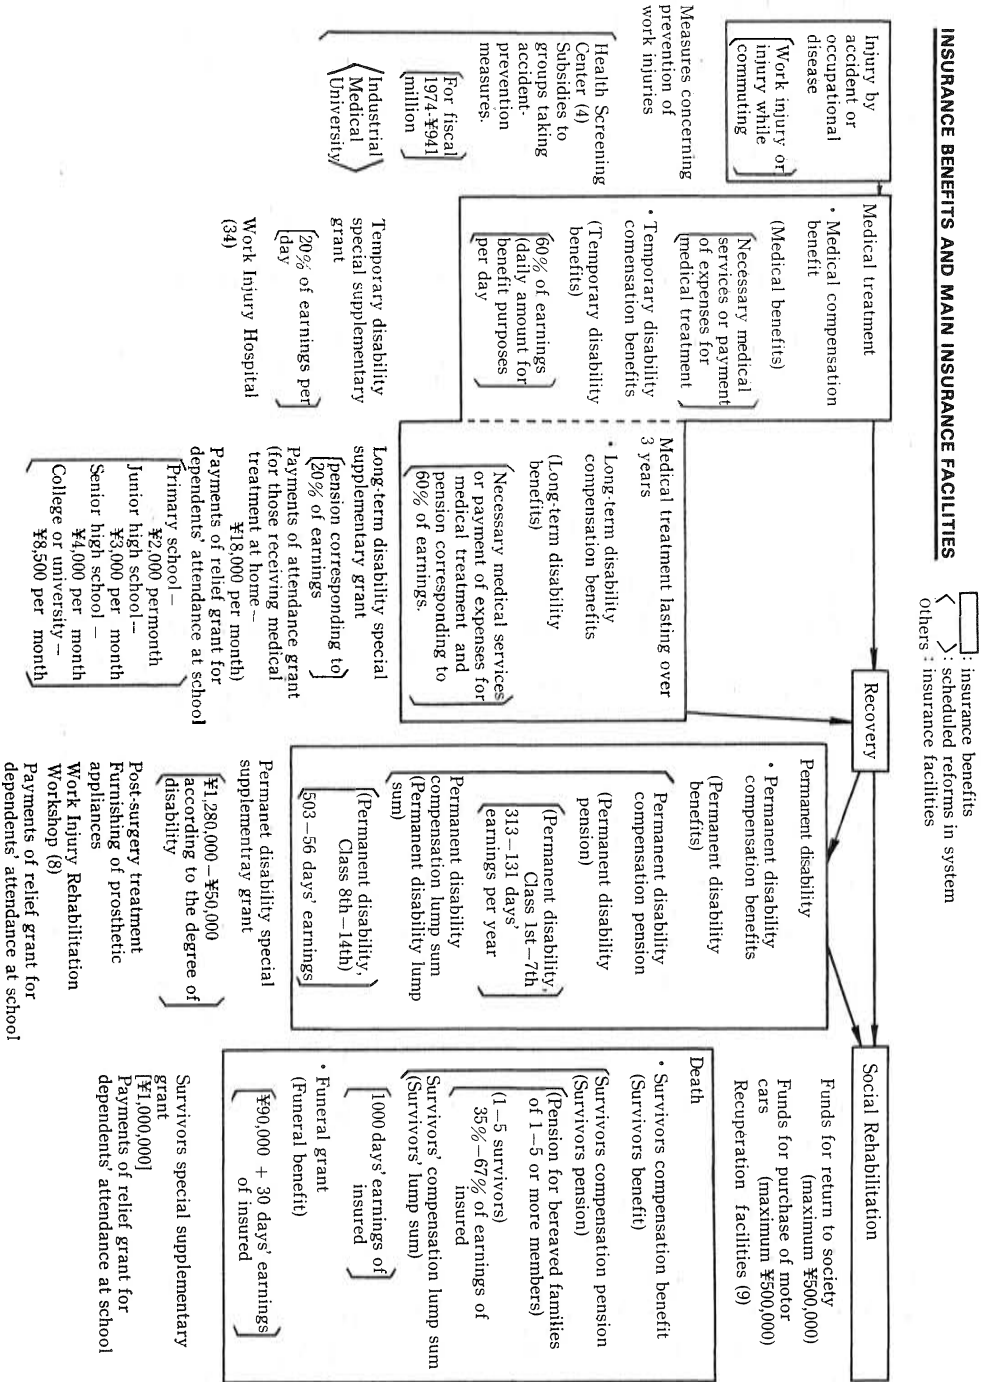 INSURANCE BENEFITS AND MAIN INSURANCE FACILITIES
: insurance benefits
< >: scheduled reforms in system
Others : insurance facilities
Injury by
accident or
occupational
disease
Work injury or
injury while
commuting
Measures concerning
prevention of
work injuries
Health Screening
Center (4)
Subsidies to
groups taking
accident-
prevention
measures.
For fiscal
1974-¥941
million
Industrial
Medical
University
Medical treatment
• Medical compensation
benefit
(Medical benefits)
Necessary medical
services or payment
of expenses for
medical treatment
• Temporary disability
comensation benefits
(Temporary disability
benefits)
60% of earnings
(daily amount for
benefit purposes
per day
Temporary disability
special supplementary
grant
20% of earnings per
day
Work Injury Hospital
(34)
Medical treatment lasting over
3 years
• Long-term disability
compensation benefits
(Long-term disability
benefits)
Necessary medical services
or payment of expenses for
medical treatment and
pension corresponding to
60% of earnings.
Long-term disability special
supplementary grant
pension corresponding to
20% of earnings
Payments of attendance grant
(for those receiving medical
treatment at home —
¥18,000 per month)
Payments of relief grant for
dependents' attendance at school
Primary school —
¥2,000 permonth
Junior high school —
¥3,000 per month
Senior high school —
¥4,000 per month
College or university —
¥8,500 per month
Recovery
Permanent disability
• Permanent disability
compensation benefits
(Permanent disability
benefits)
Permanent disability
compensation pension
(Permanent disability
pension)
(Permanent disability,
Class 1st—7th
313—131 days'
earnings per year
Permanent disability
compensation lump sum
(Permanent disability lump
sum)
(Permanent disability,
Class 8th—14th)
503—56 days' earnings
Permanet disability special
supplementray grant
¥1,280,000—¥50,000
according to the degree of
disability
Post-surgery treatment
Furnishing of prosthetic
appliances
Work Injury Rehabilitation
Workshop (8)
Payments of relief grant for
dependents' attendance at school
Social Rehabilitation
Funds for return to society
(maximum ¥500,000)
Funds for purchase of motor
cars (maximum ¥500,000)
Recuperation facilities (9)
Death
• Survivors compensation benefit
(Survivors benefit)
Survivors compensation pension
(Survivors pension)
(Pension for bereaved families
of 1—5 or more members)
(1—5 survivors)
35%—67% of earnings of
insured
Survivors' compensation lump sum
(Survivors' lump sum)
1000 days' earnings of
insured
• Funeral grant
(Funeral benefit)
¥90,000 + 30 days' earnings
of insured
Survivors special supplementary
grant
[¥1,000,000]
Payments of relief grant for
dependents' attendance at school